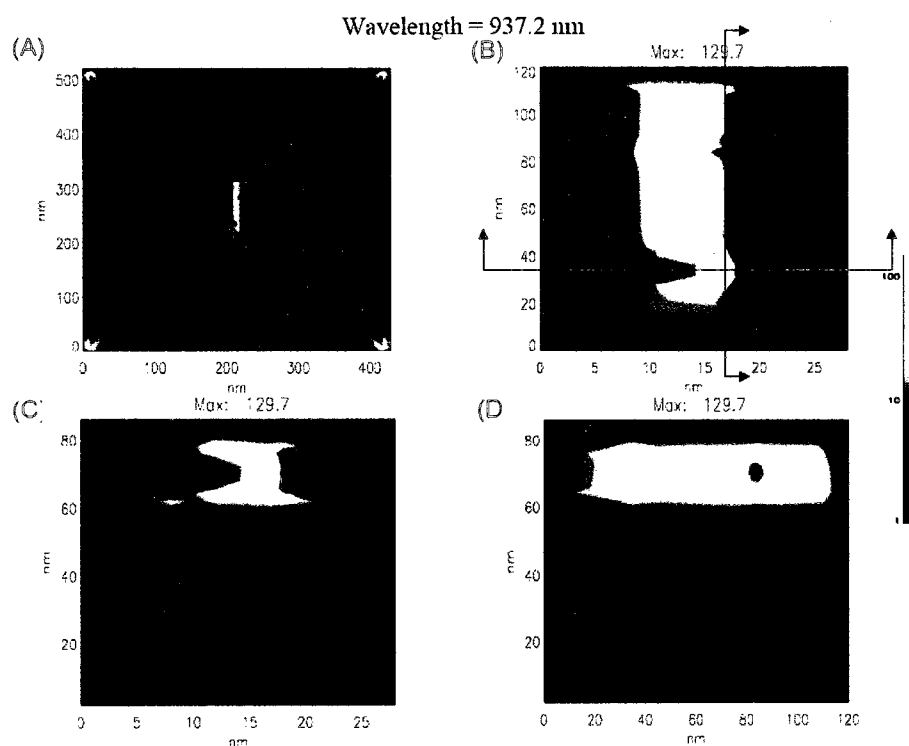 Wavelength = 937.2 nm
(A)
500
400
300
200
100
0
nm
0 100 200 300 400
nm
(B)
Max: 129.7
120
100
80
60
40
20
0
nm
0 5 10 15 20 25
nm
100
10
1
(C)
Max: 129.7
80
60
40
20
nm
0 5 10 15 20 25
nm
(D
Max: 129.7
80
60
40
20
nm
0 20 40 60 80 100 120
nm